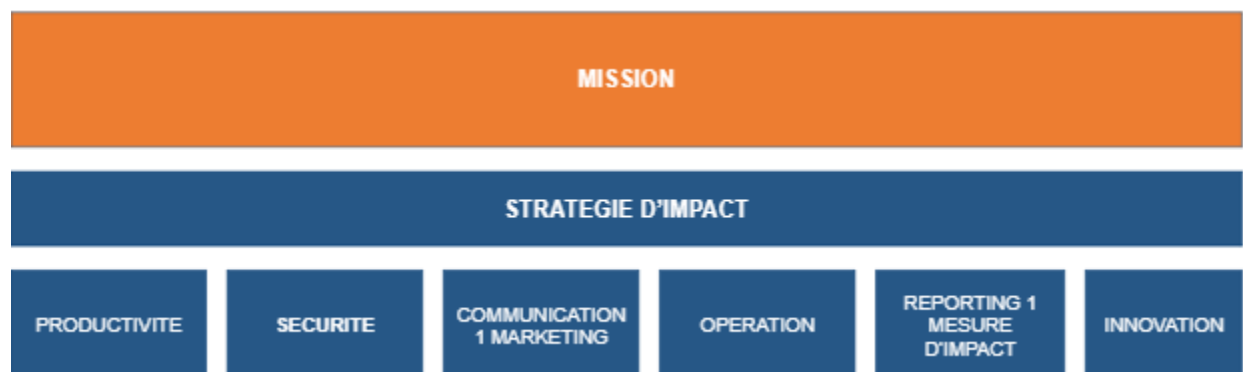 MISSION
STRATEGIE D'IMPACT
PRODUCTIVITE
SECURITE
COMMUNICATION
1 MARKETING
OPERATION
REPORTING 1
MESURE
D'IMPACT
INNOVATION